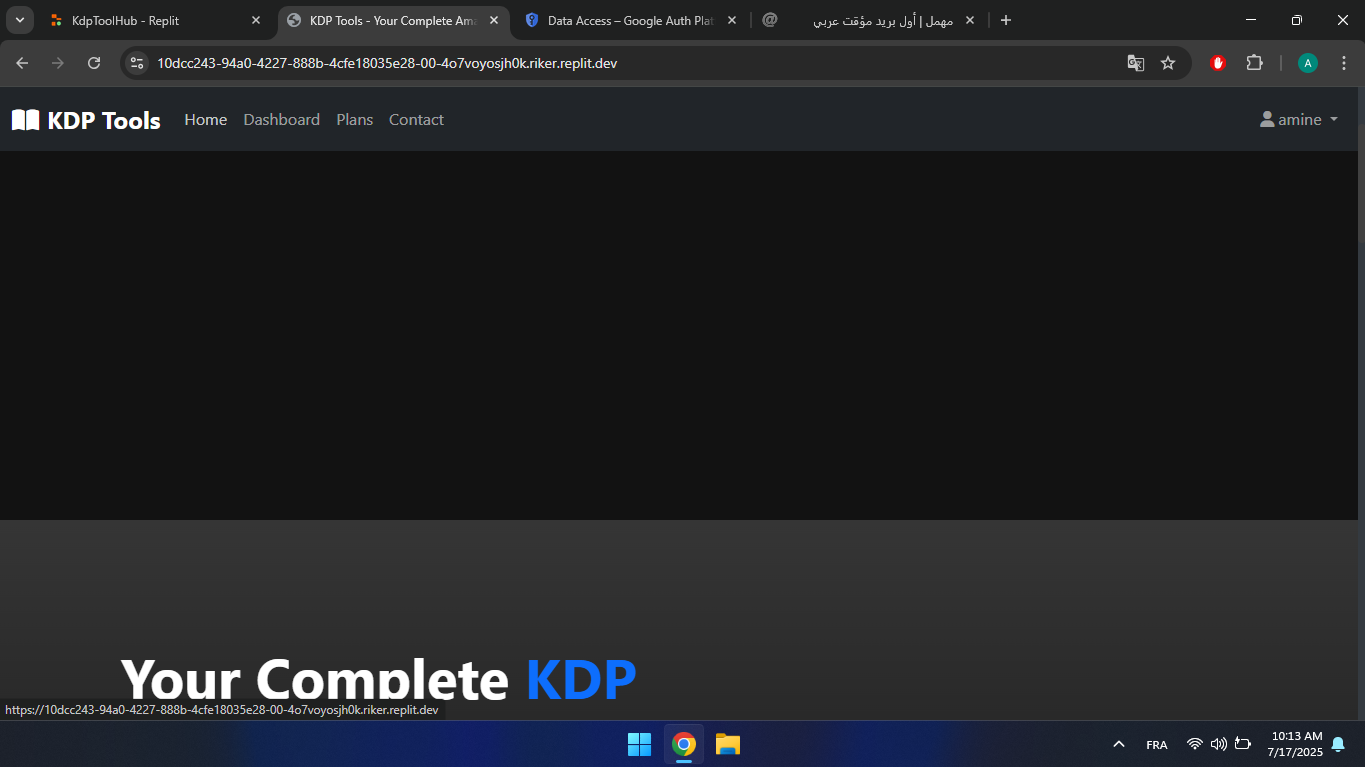 KdpToolHub - Replit
KDP Tools - Your Complete Ama
Data Access – Google Auth Plat
مهمل | أول بريد مؤقت عربي
10dcc243-94a0-4227-888b-4cfe18035e28-00-4o7voyosjh0k.riker.replit.dev
A
KDP Tools
Home
Dashboard
Plans
Contact
amine
Your Complete KDP
https://10dcc243-94a0-4227-888b-4cfe18035e28-00-4o7voyosjh0k.riker.replit.dev
FRA
10:13 AM
7/17/2025